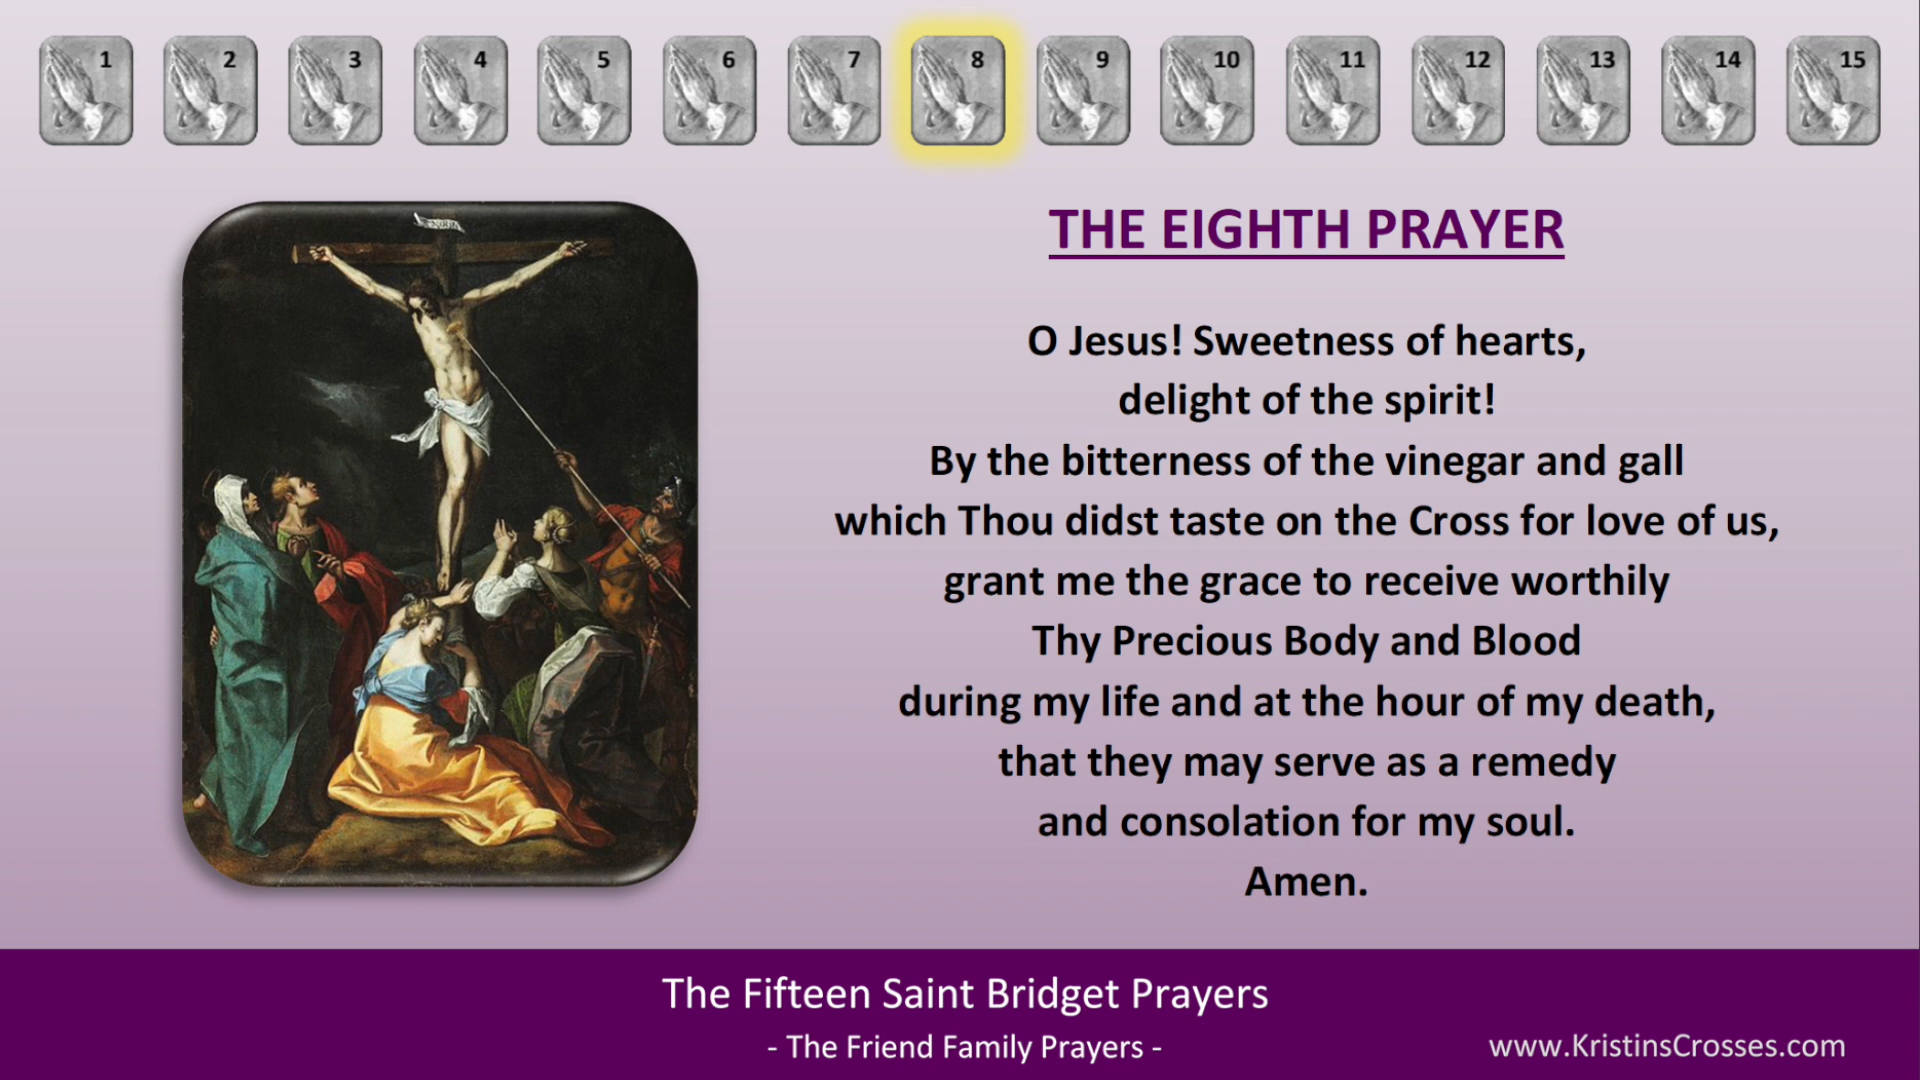 1 2 3 4 5 6 7 8 9 10 11 12 13 14 15
THE EIGHTH PRAYER
O Jesus! Sweetness of hearts,
delight of the spirit!
By the bitterness of the vinegar and gall
which Thou didst taste on the Cross for love of us,
grant me the grace to receive worthily
Thy Precious Body and Blood
during my life and at the hour of my death,
that they may serve as a remedy
and consolation for my soul.
Amen.
The Fifteen Saint Bridget Prayers
- The Friend Family Prayers -
www.KristinsCrosses.com